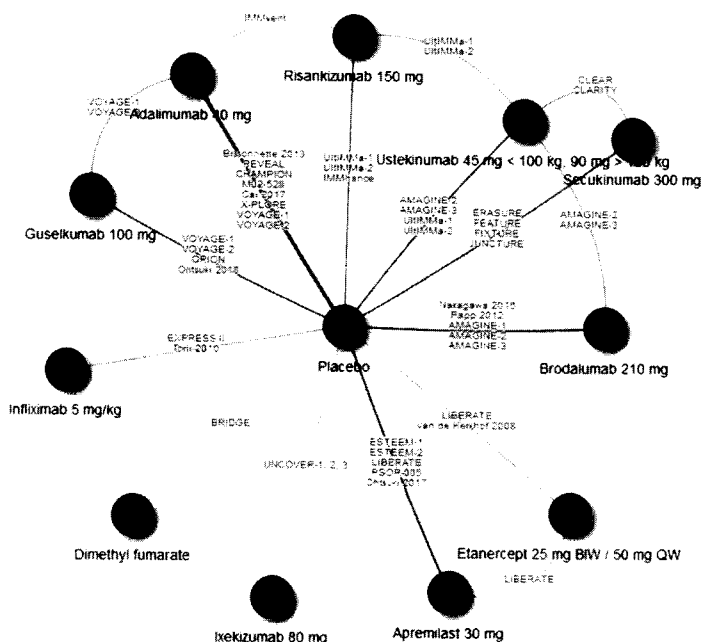 IMMvent
Risankizumab 150 mg
UltIMMa-1
UltIMMa-2
CLEAR
CLARITY
VOYAGE-1
VOYAGE-2
Adalimumab 40 mg
Ustekinumab 45 mg < 100 kg, 90 mg > 100 kg
Secukinumab 300 mg
Bissonnette 2013
REVEAL
CHAMPION
M02-528
Cai 2017
X-PLORE
VOYAGE-1
VOYAGE-2
UltIMMa-1
UltIMMa-2
IMMhance
AMAGINE-2
AMAGINE-3
UltIMMa-1
UltIMMa-2
ERASURE
FEATURE
FIXTURE
JUNCTURE
AMAGINE-2
AMAGINE-3
Guselkumab 100 mg
VOYAGE-1
VOYAGE-2
ORION
Ohtsuki 2018
Nakagawa 2016
Papp 2012
AMAGINE-1
AMAGINE-2
AMAGINE-3
EXPRESS II
Torii 2010
Placebo
Brodalumab 210 mg
Infliximab 5 mg/kg
BRIDGE
UNCOVER-1, 2, 3
ESTEEM-1
ESTEEM-2
LIBERATE
PSOR-005
Ohtsuki 2017
LIBERATE
van de Kerkhof 2008
Dimethyl fumarate
Etanercept 25 mg BIW / 50 mg QW
LIBERATE
Ixekizumab 80 mg
Apremilast 30 mg